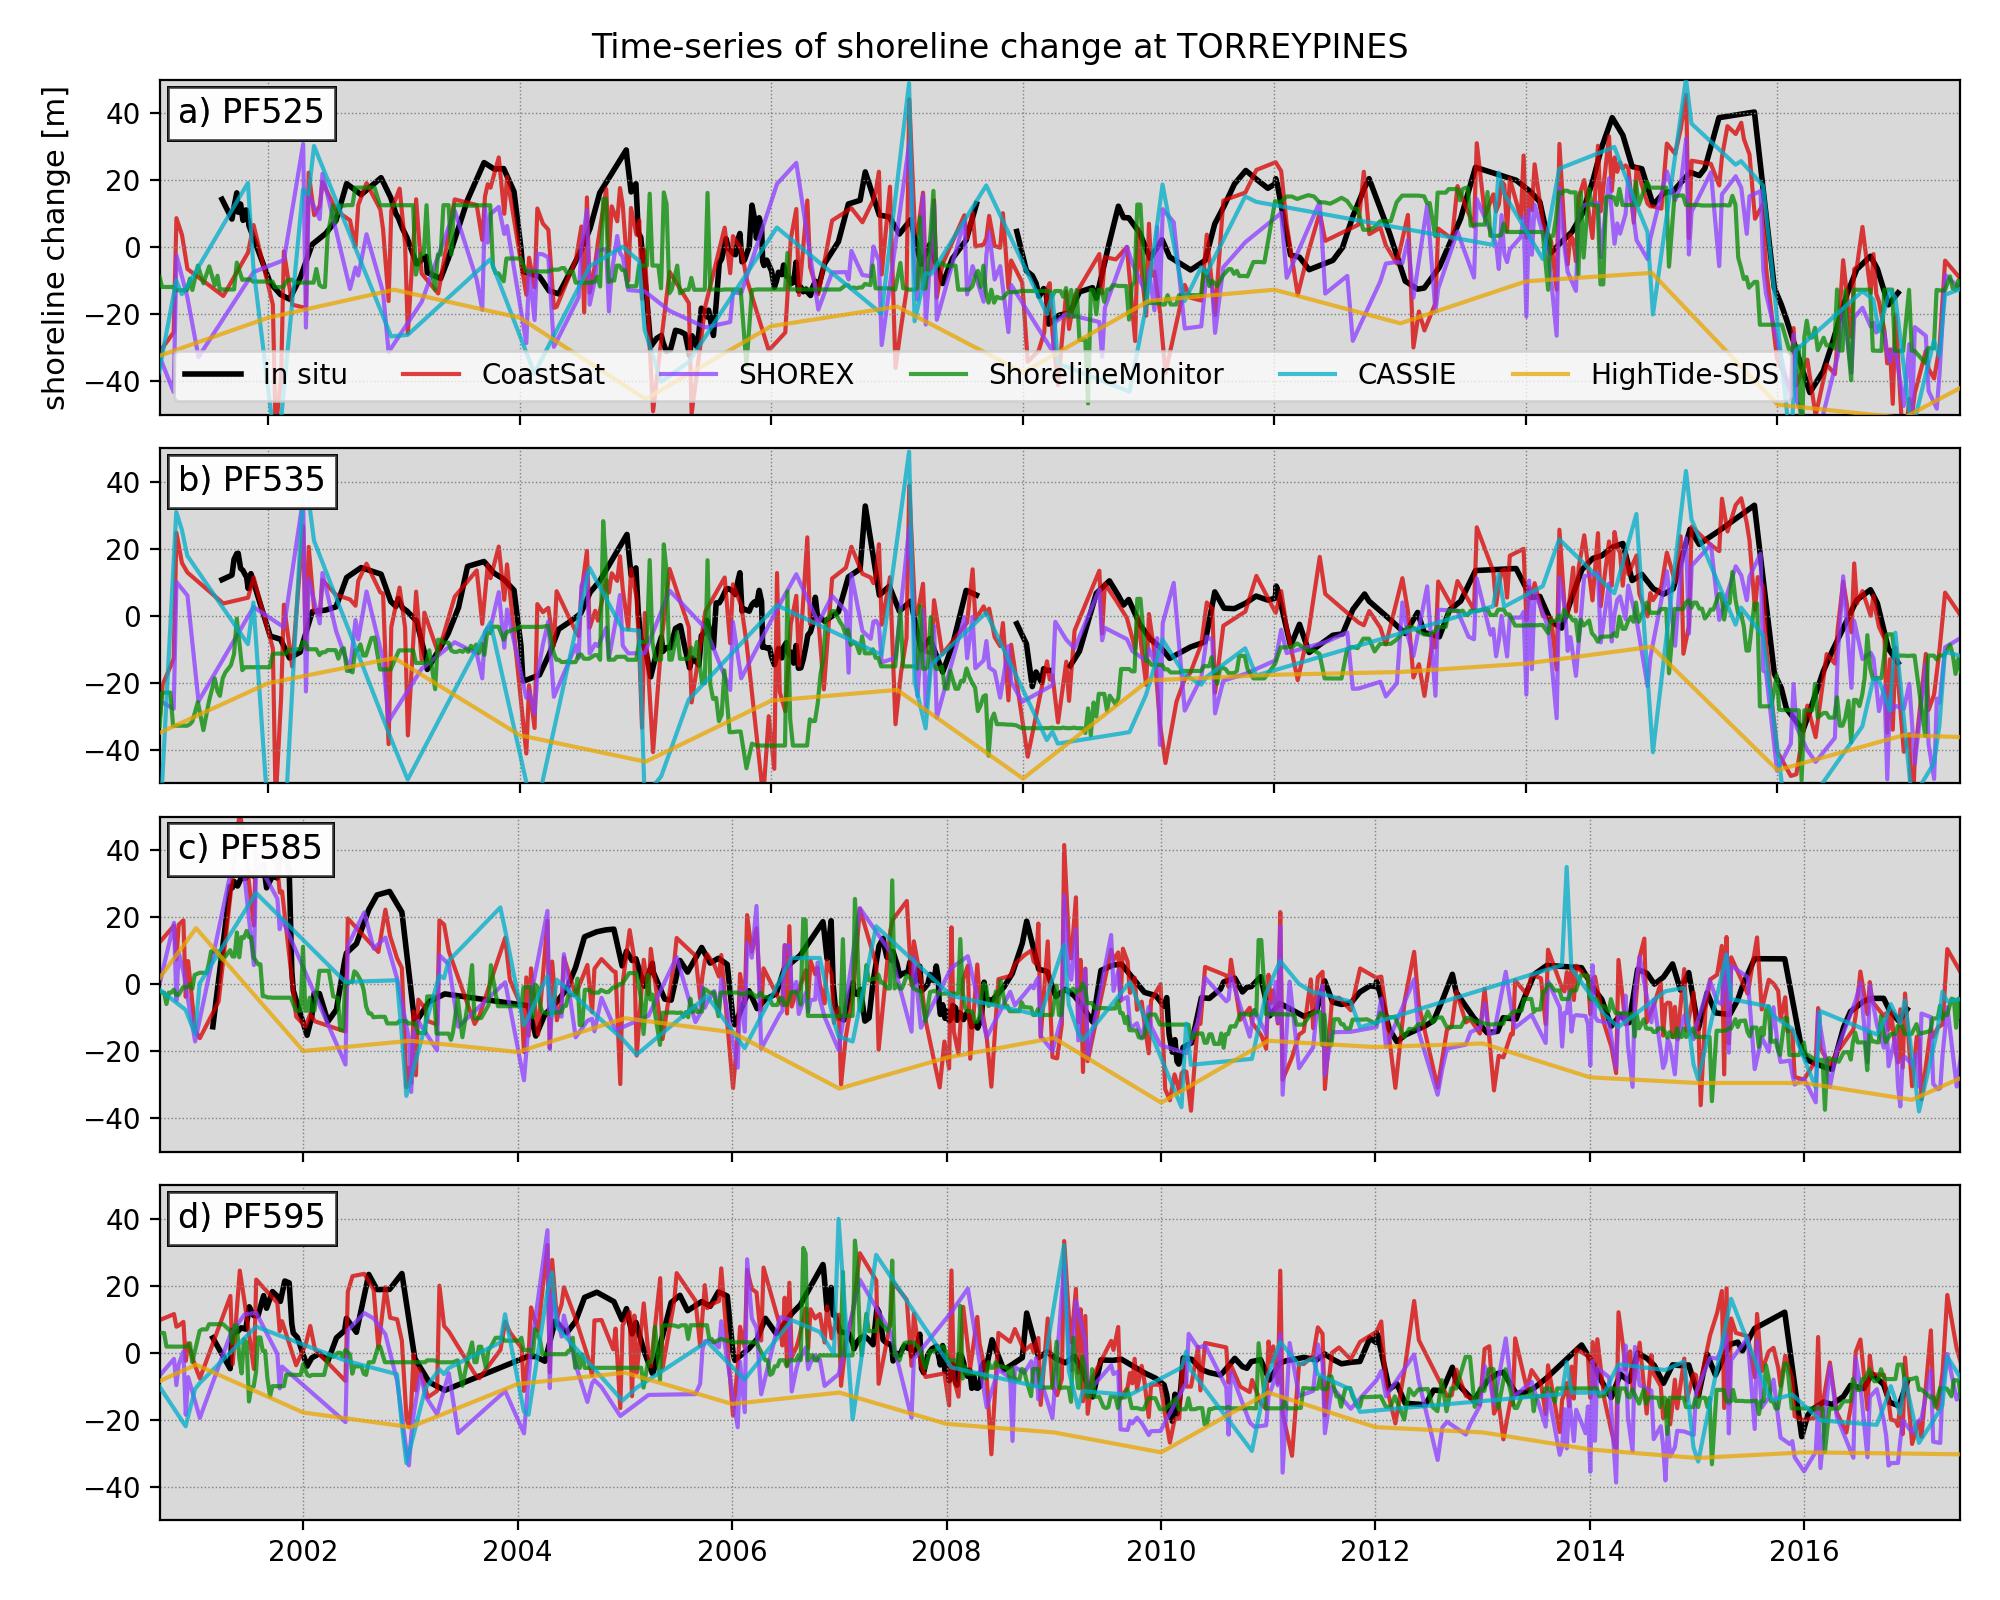 Time-series of shoreline change at TORREYPINES
shoreline change [m]
a) PF525
40
20
0
−20
−40
in situ CoastSat SHOREX ShorelineMonitor CASSIE HighTide-SDS
b) PF535
40
20
0
−20
−40
c) PF585
40
20
0
−20
−40
d) PF595
40
20
0
−20
−40
2002 2004 2006 2008 2010 2012 2014 2016